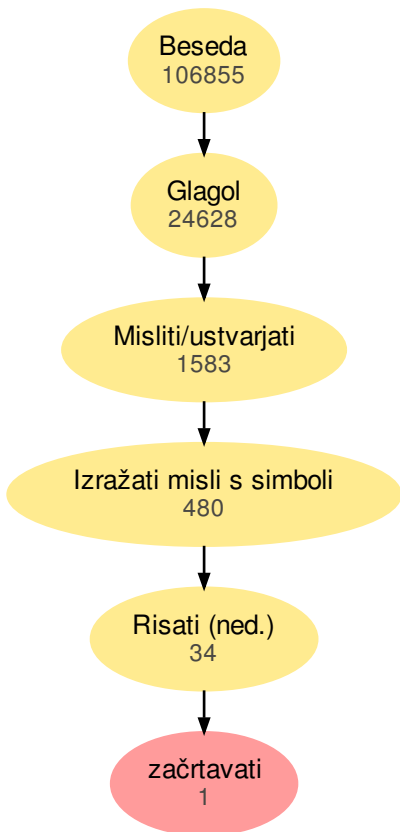 Beseda
106855
Glagol
24628
Misliti/ustvarjati
1583
Izražati misli s simboli
480
Risati (ned.)
34
začrtavati
1